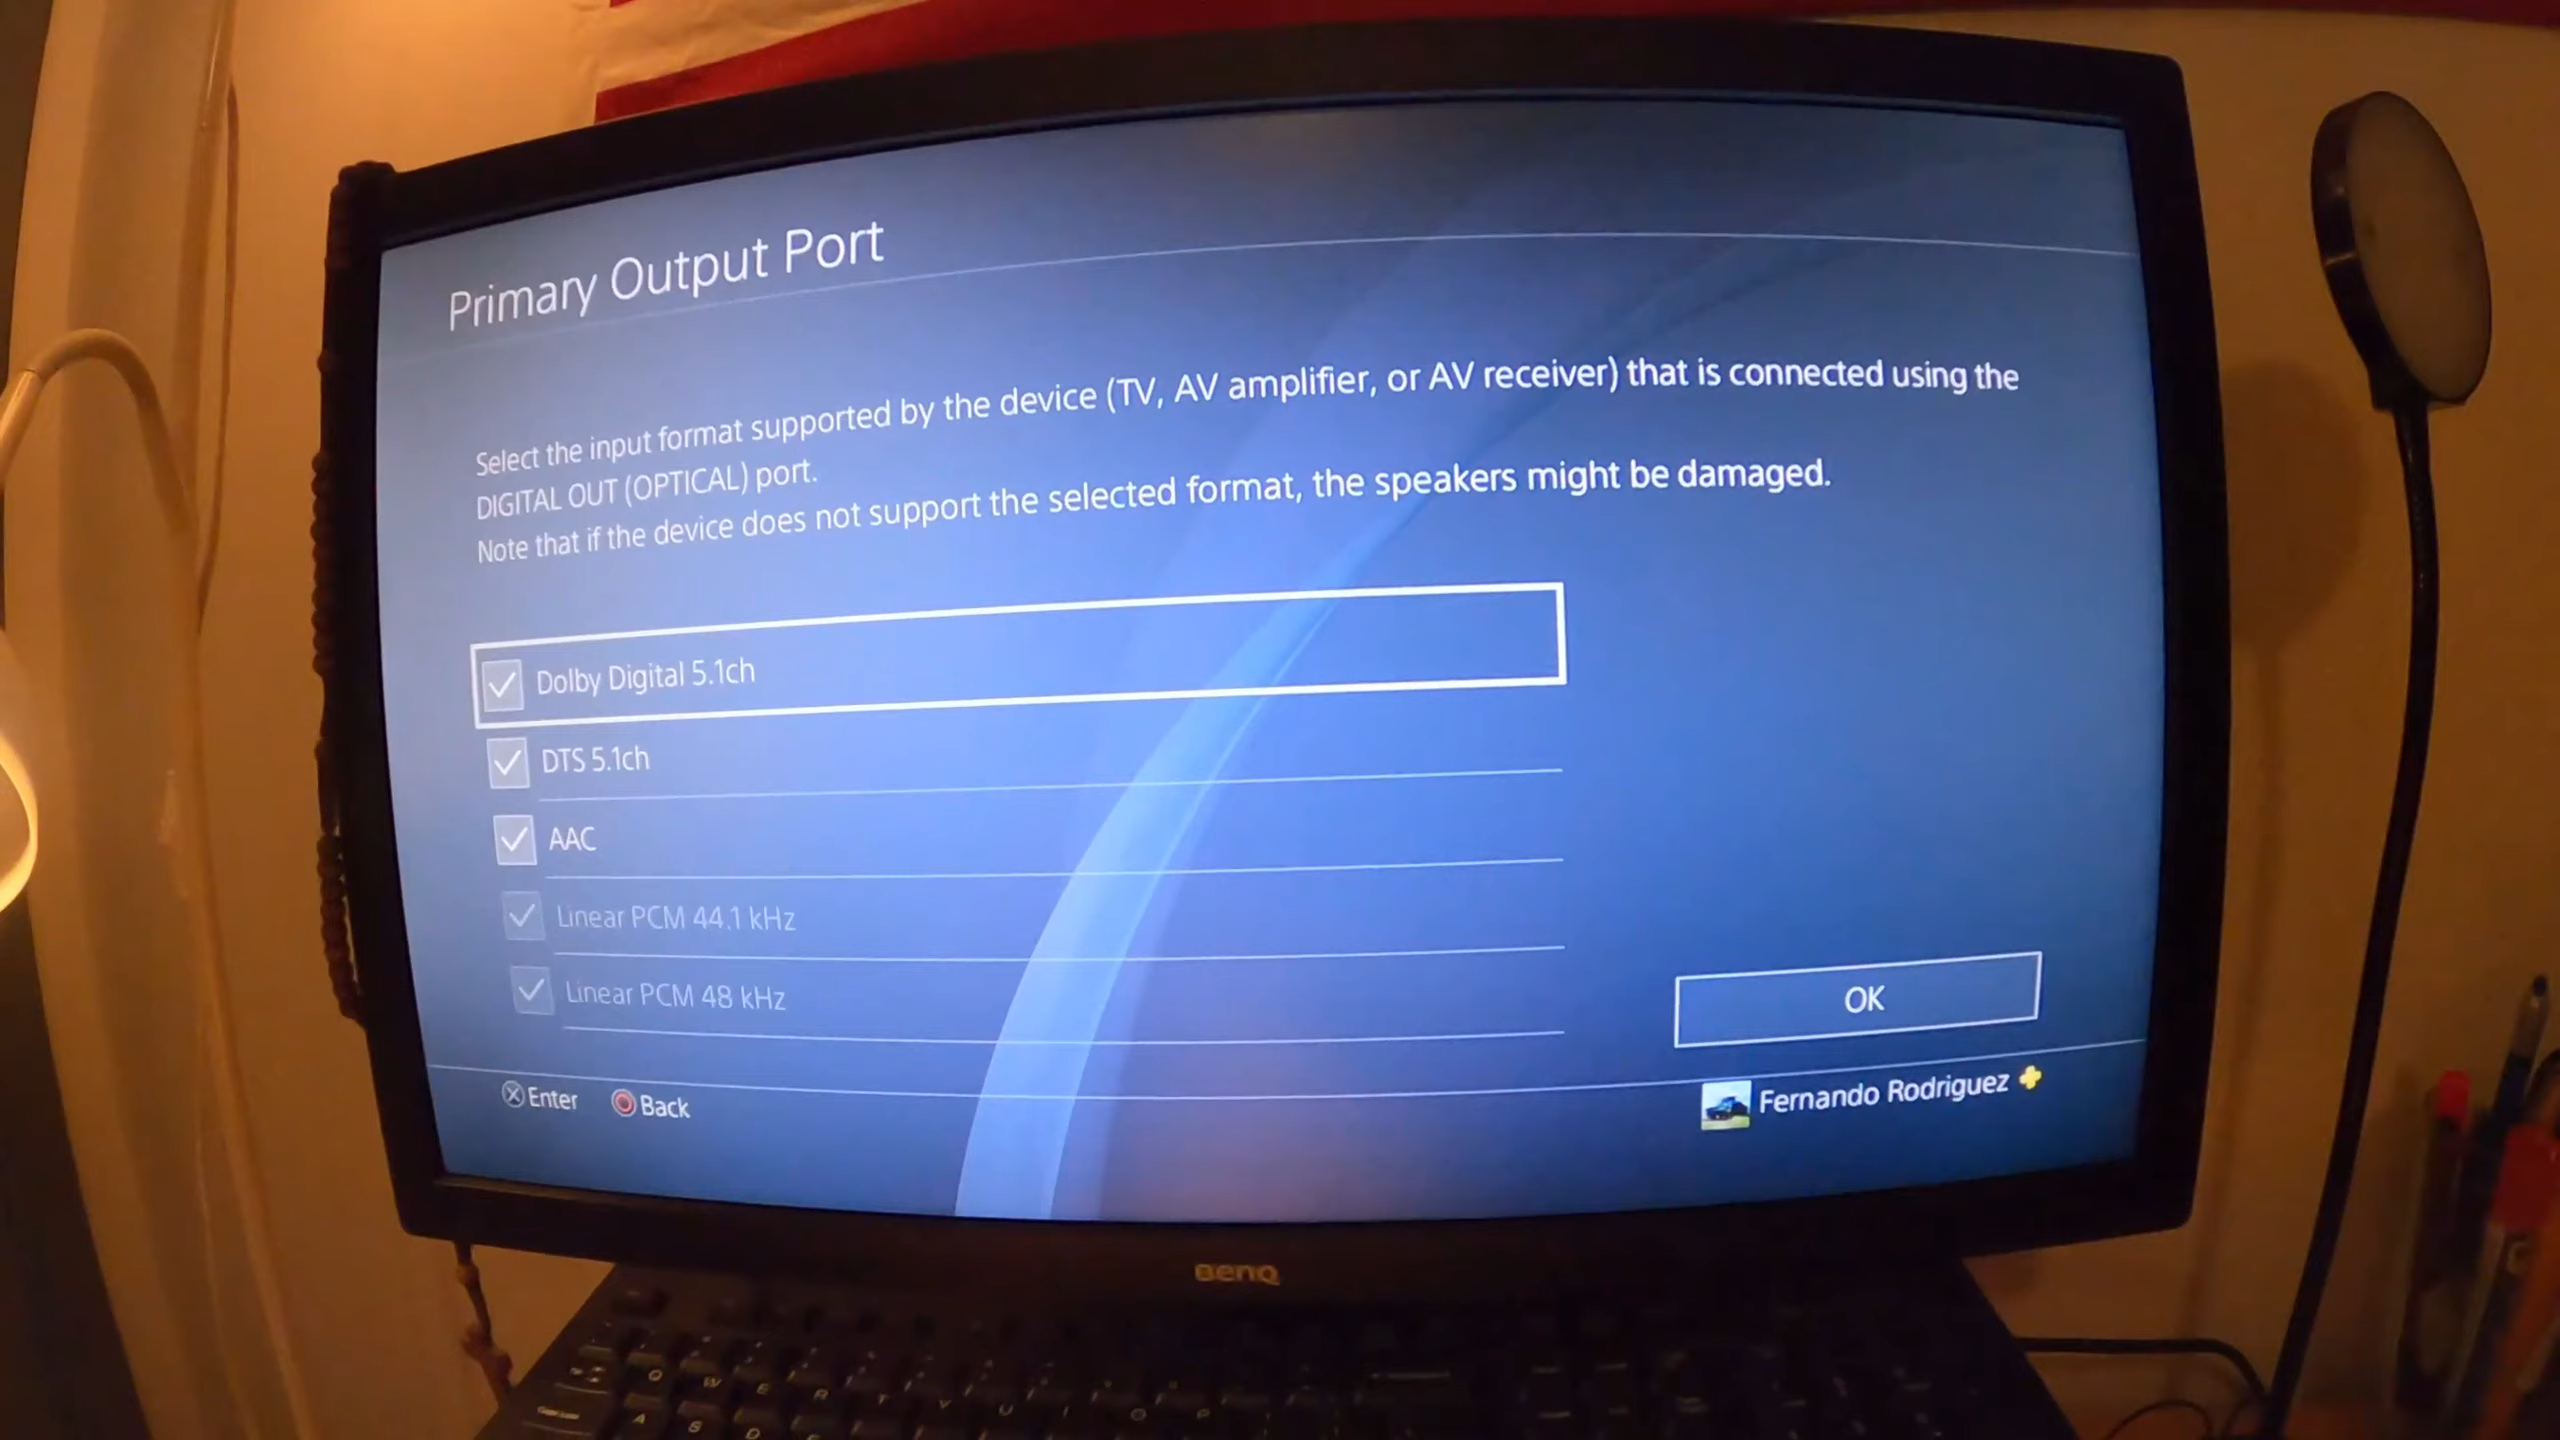 Primary Output Port
Select the input format supported by the device (TV, AV amplifier, or AV receiver) that is connected using the
DIGITAL OUT (OPTICAL) port.
Note that if the device does not support the selected format, the speakers might be damaged.
Dolby Digital 5.1ch
DTS 5.1ch
AAC
Linear PCM 44.1 kHz
Linear PCM 48 kHz
OK
Enter Back
Fernando Rodriguez
BenQ
Q W E R T Y U I O P
A S D